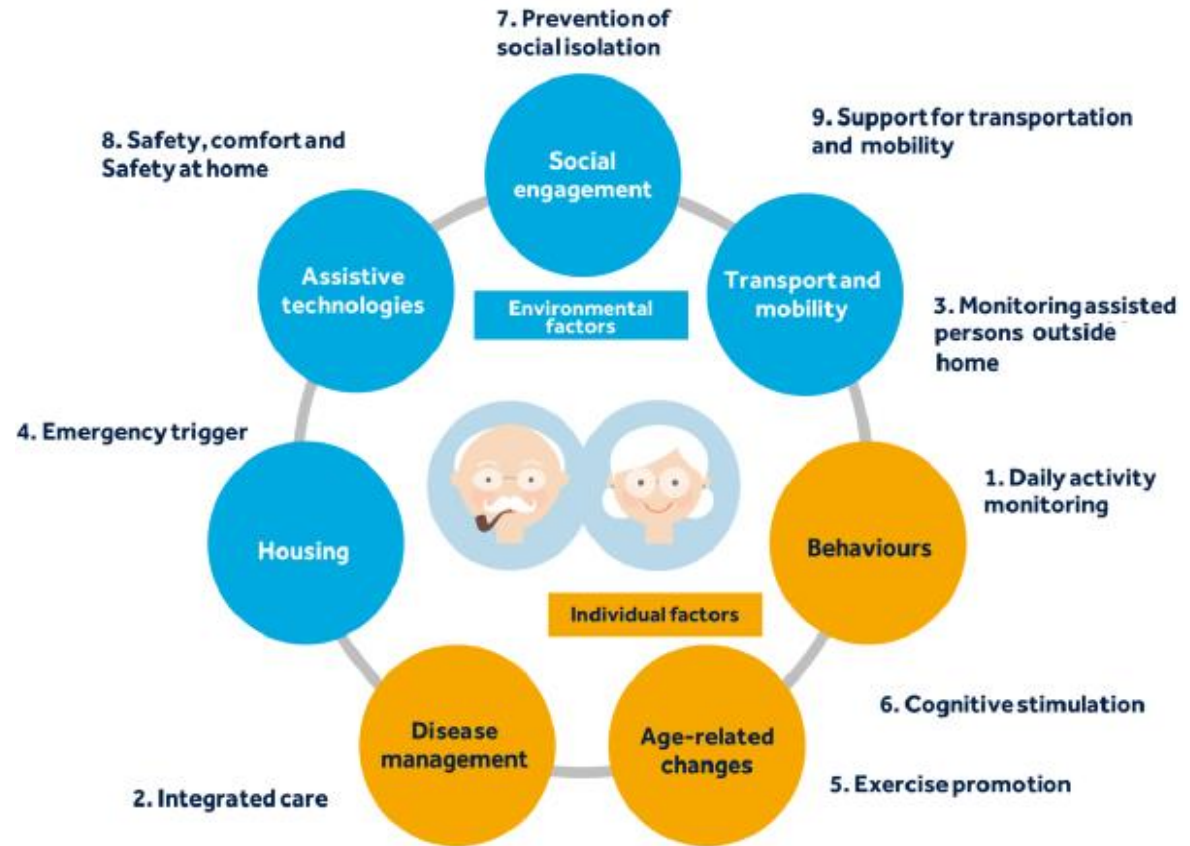 7. Prevention of
social isolation
8. Safety, comfort and
Safety at home
9. Support for transportation
and mobility
Social
engagement
Assistive
technologies
Transport and
mobility
Environmental
factors
3. Monitoring assisted
persons outside
home
4. Emergency trigger
1. Daily activity
monitoring
Housing
Behaviours
Individual factors
6. Cognitive stimulation
Disease
management
Age-related
changes
2. Integrated care
5. Exercise promotion